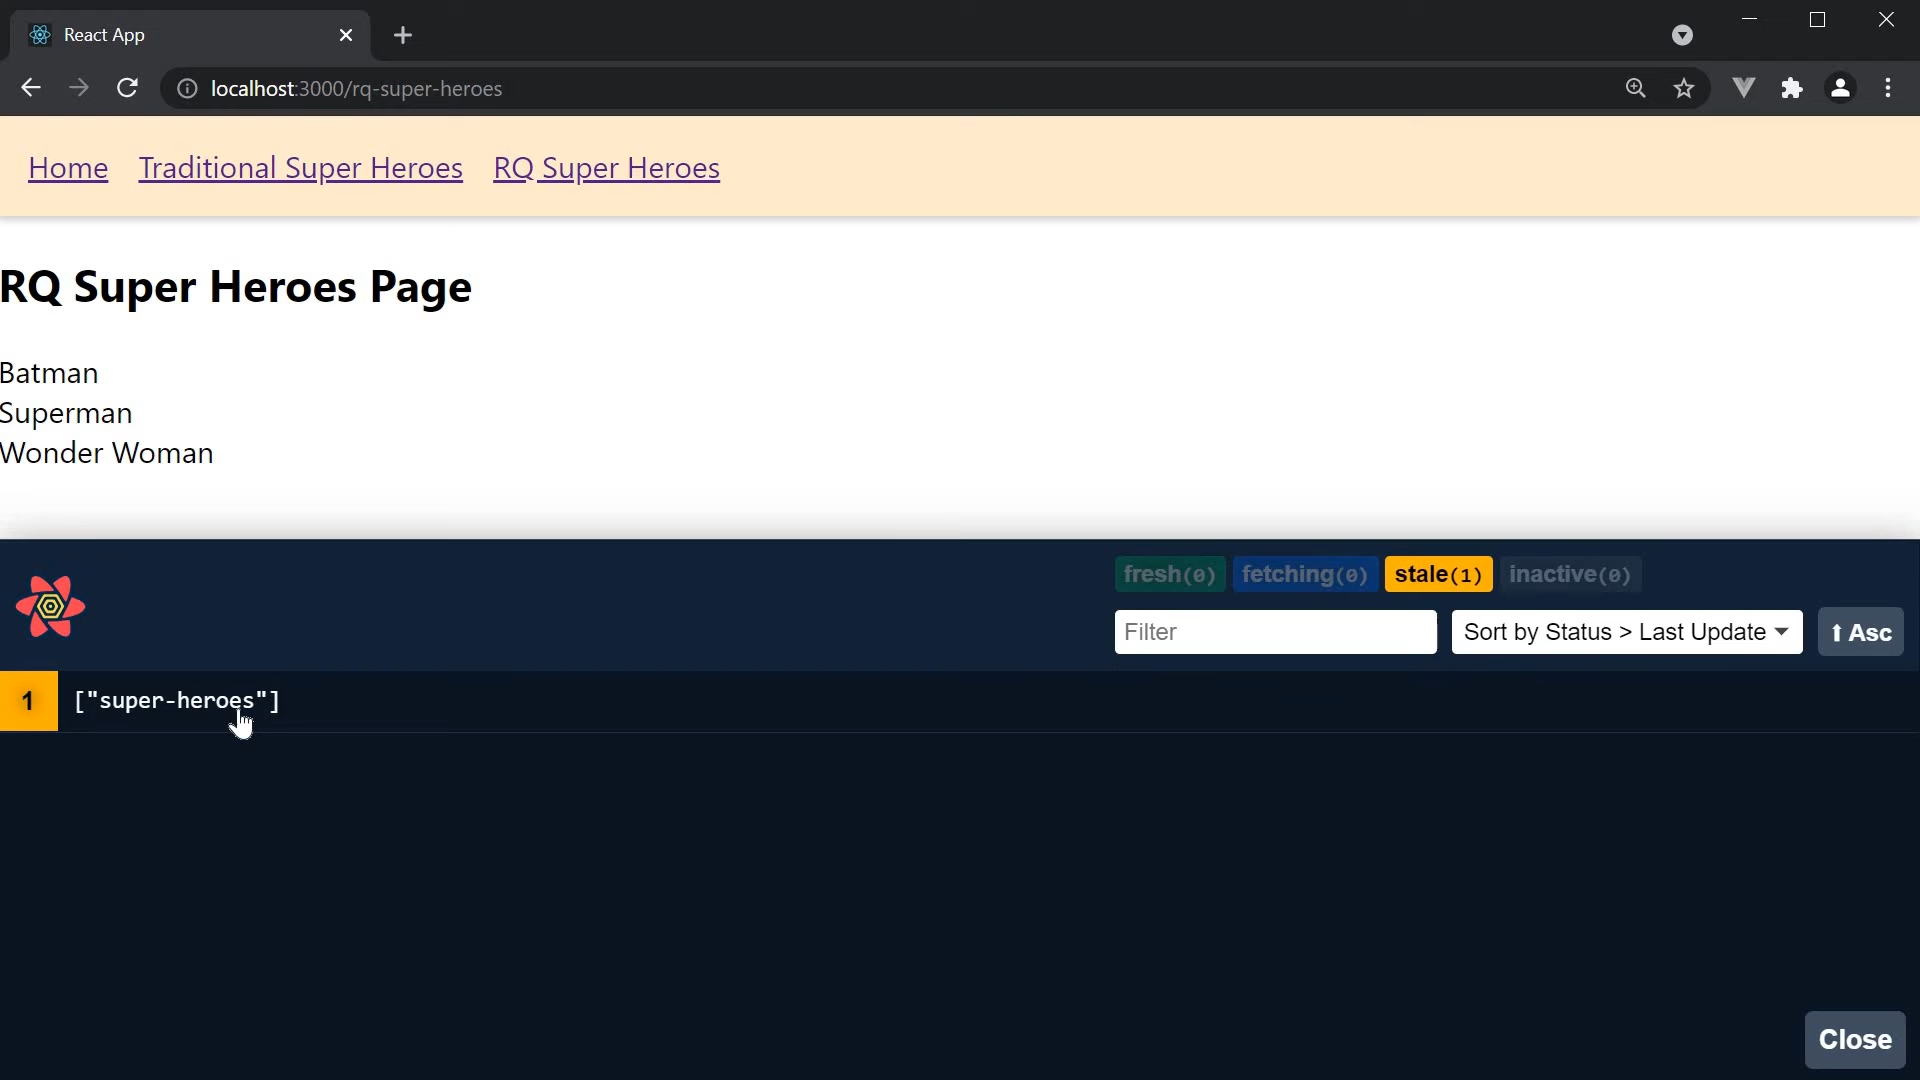 React App
localhost:3000/rq-super-heroes
Home Traditional Super Heroes RQ Super Heroes
RQ Super Heroes Page
Batman
Superman
Wonder Woman
fresh(0) fetching(0) stale(1) inactive(0)
Filter Sort by Status > Last Update ⬆ Asc
1 ["super-heroes"]
Close